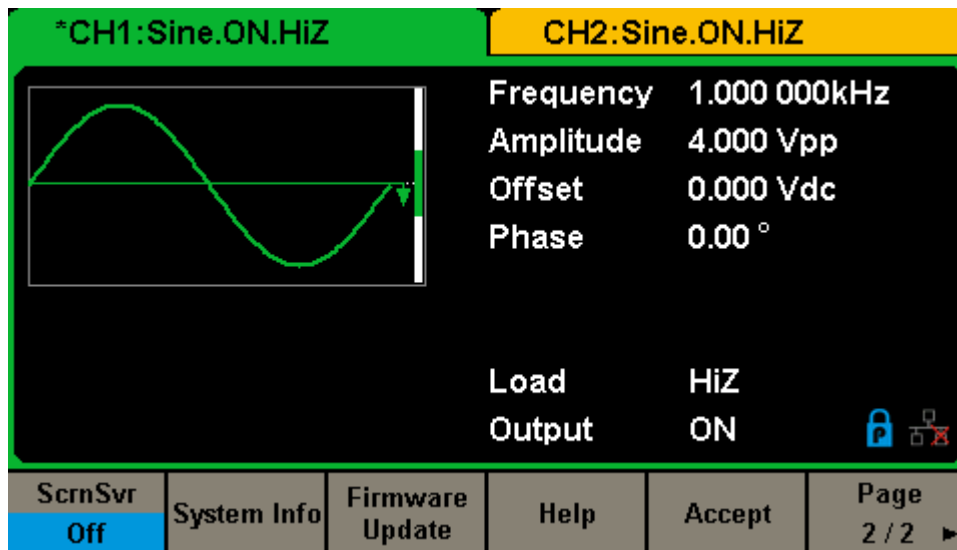 *CH1:Sine.ON.HiZ
CH2:Sine.ON.HiZ
Frequency 1.000 000kHz
Amplitude 4.000 Vpp
Offset 0.000 Vdc
Phase 0.00 °
Load HiZ
Output ON
P
ScrnSvr
Off
System Info
Firmware
Update
Help
Accept
Page
2 / 2 ►